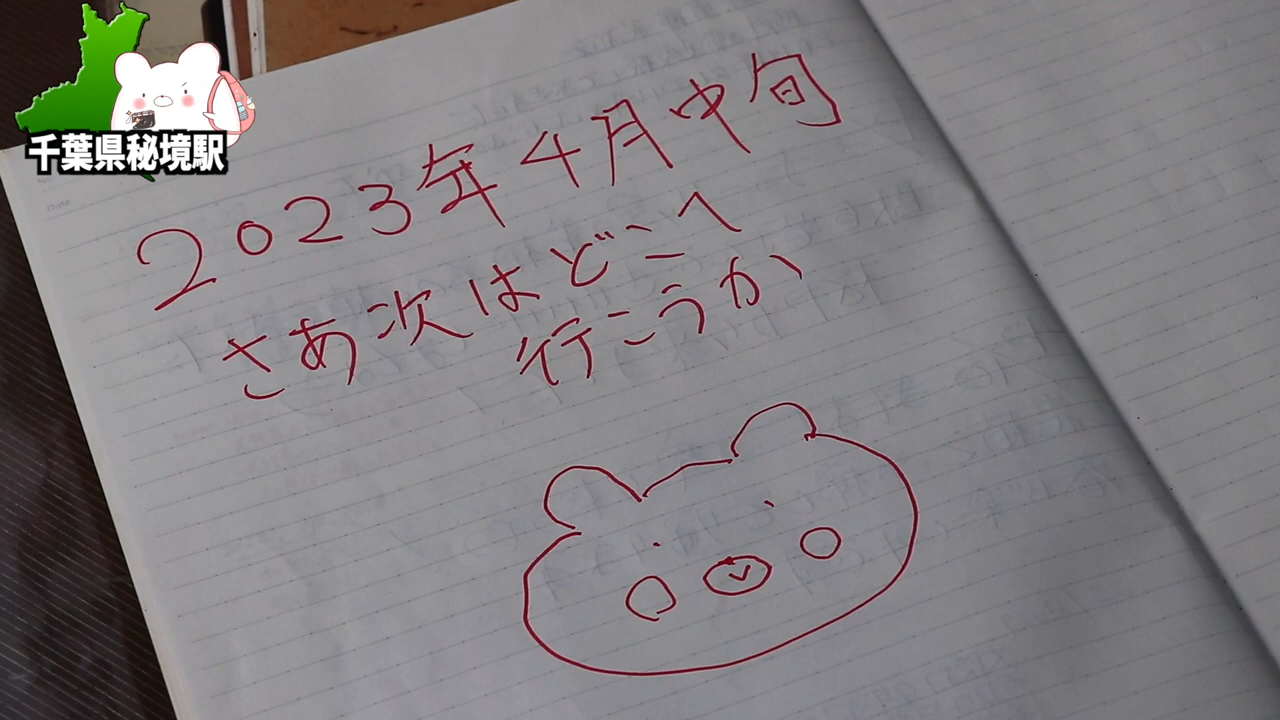 千葉県秘境駅
Date
2023年4月中旬
さあ次はどこへ
行こうか